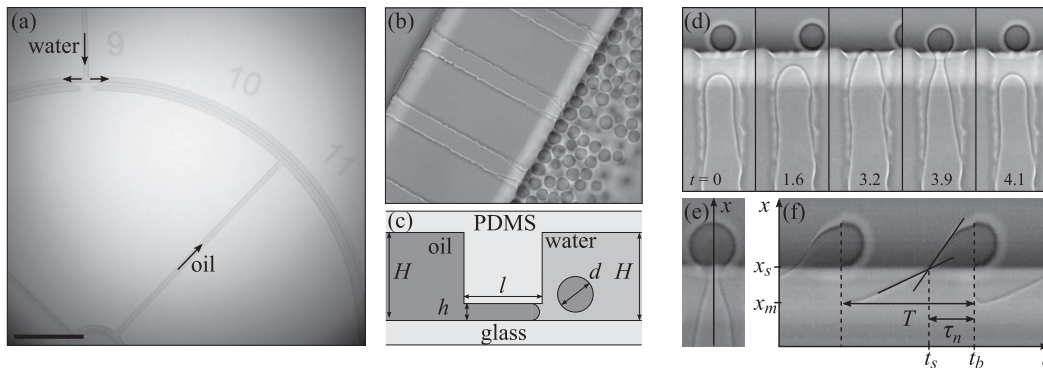 (a)
water
9
10
11
oil
(b)
(c)
PDMS
oil
water
H
l
d
H
h
glass
(d)
t = 0
1.6
3.2
3.9
4.1
(e)
x
x
(f)
x_s
x_m
T
τ_n
t_s
t_b